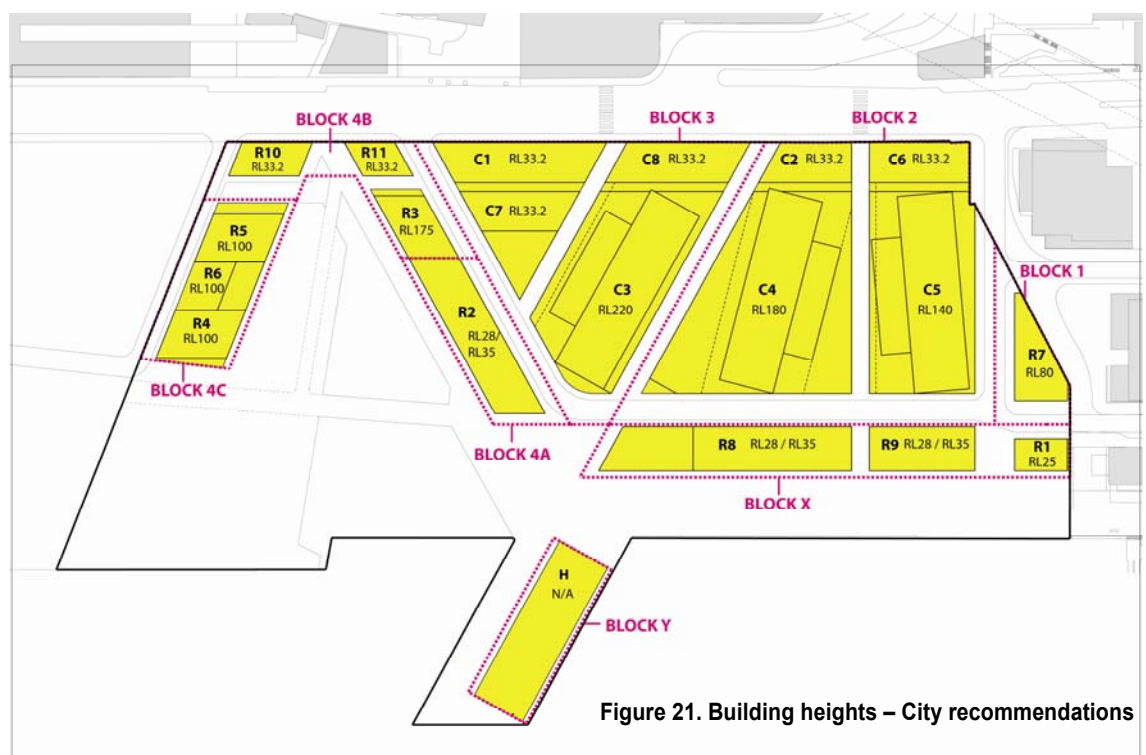 BLOCK 4B
BLOCK 3
BLOCK 2
R10
RL33.2
R11
RL33.2
C1 RL33.2
C8 RL33.2
C2 RL33.2
C6 RL33.2
R5
RL100
R6
RL100
R4
RL100
R3
RL175
C7 RL33.2
R2
RL28/
RL35
C3
RL220
C4
RL180
C5
RL140
BLOCK 1
R7
RL80
BLOCK 4C
BLOCK 4A
R8 RL28 / RL35
R9 RL28 / RL35
R1
RL25
BLOCK X
H
N/A
BLOCK Y
Figure 21. Building heights – City recommendations